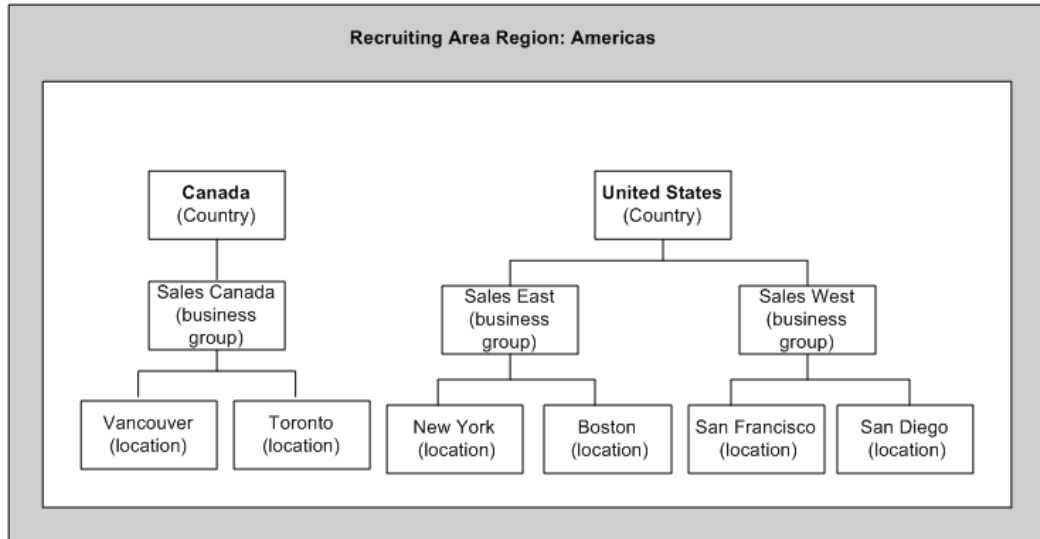 Recruiting Area Region: Americas
Canada
(Country)
United States
(Country)
Sales Canada
(business
group)
Sales East
(business
group)
Sales West
(business
group)
Vancouver
(location)
Toronto
(location)
New York
(location)
Boston
(location)
San Francisco
(location)
San Diego
(location)